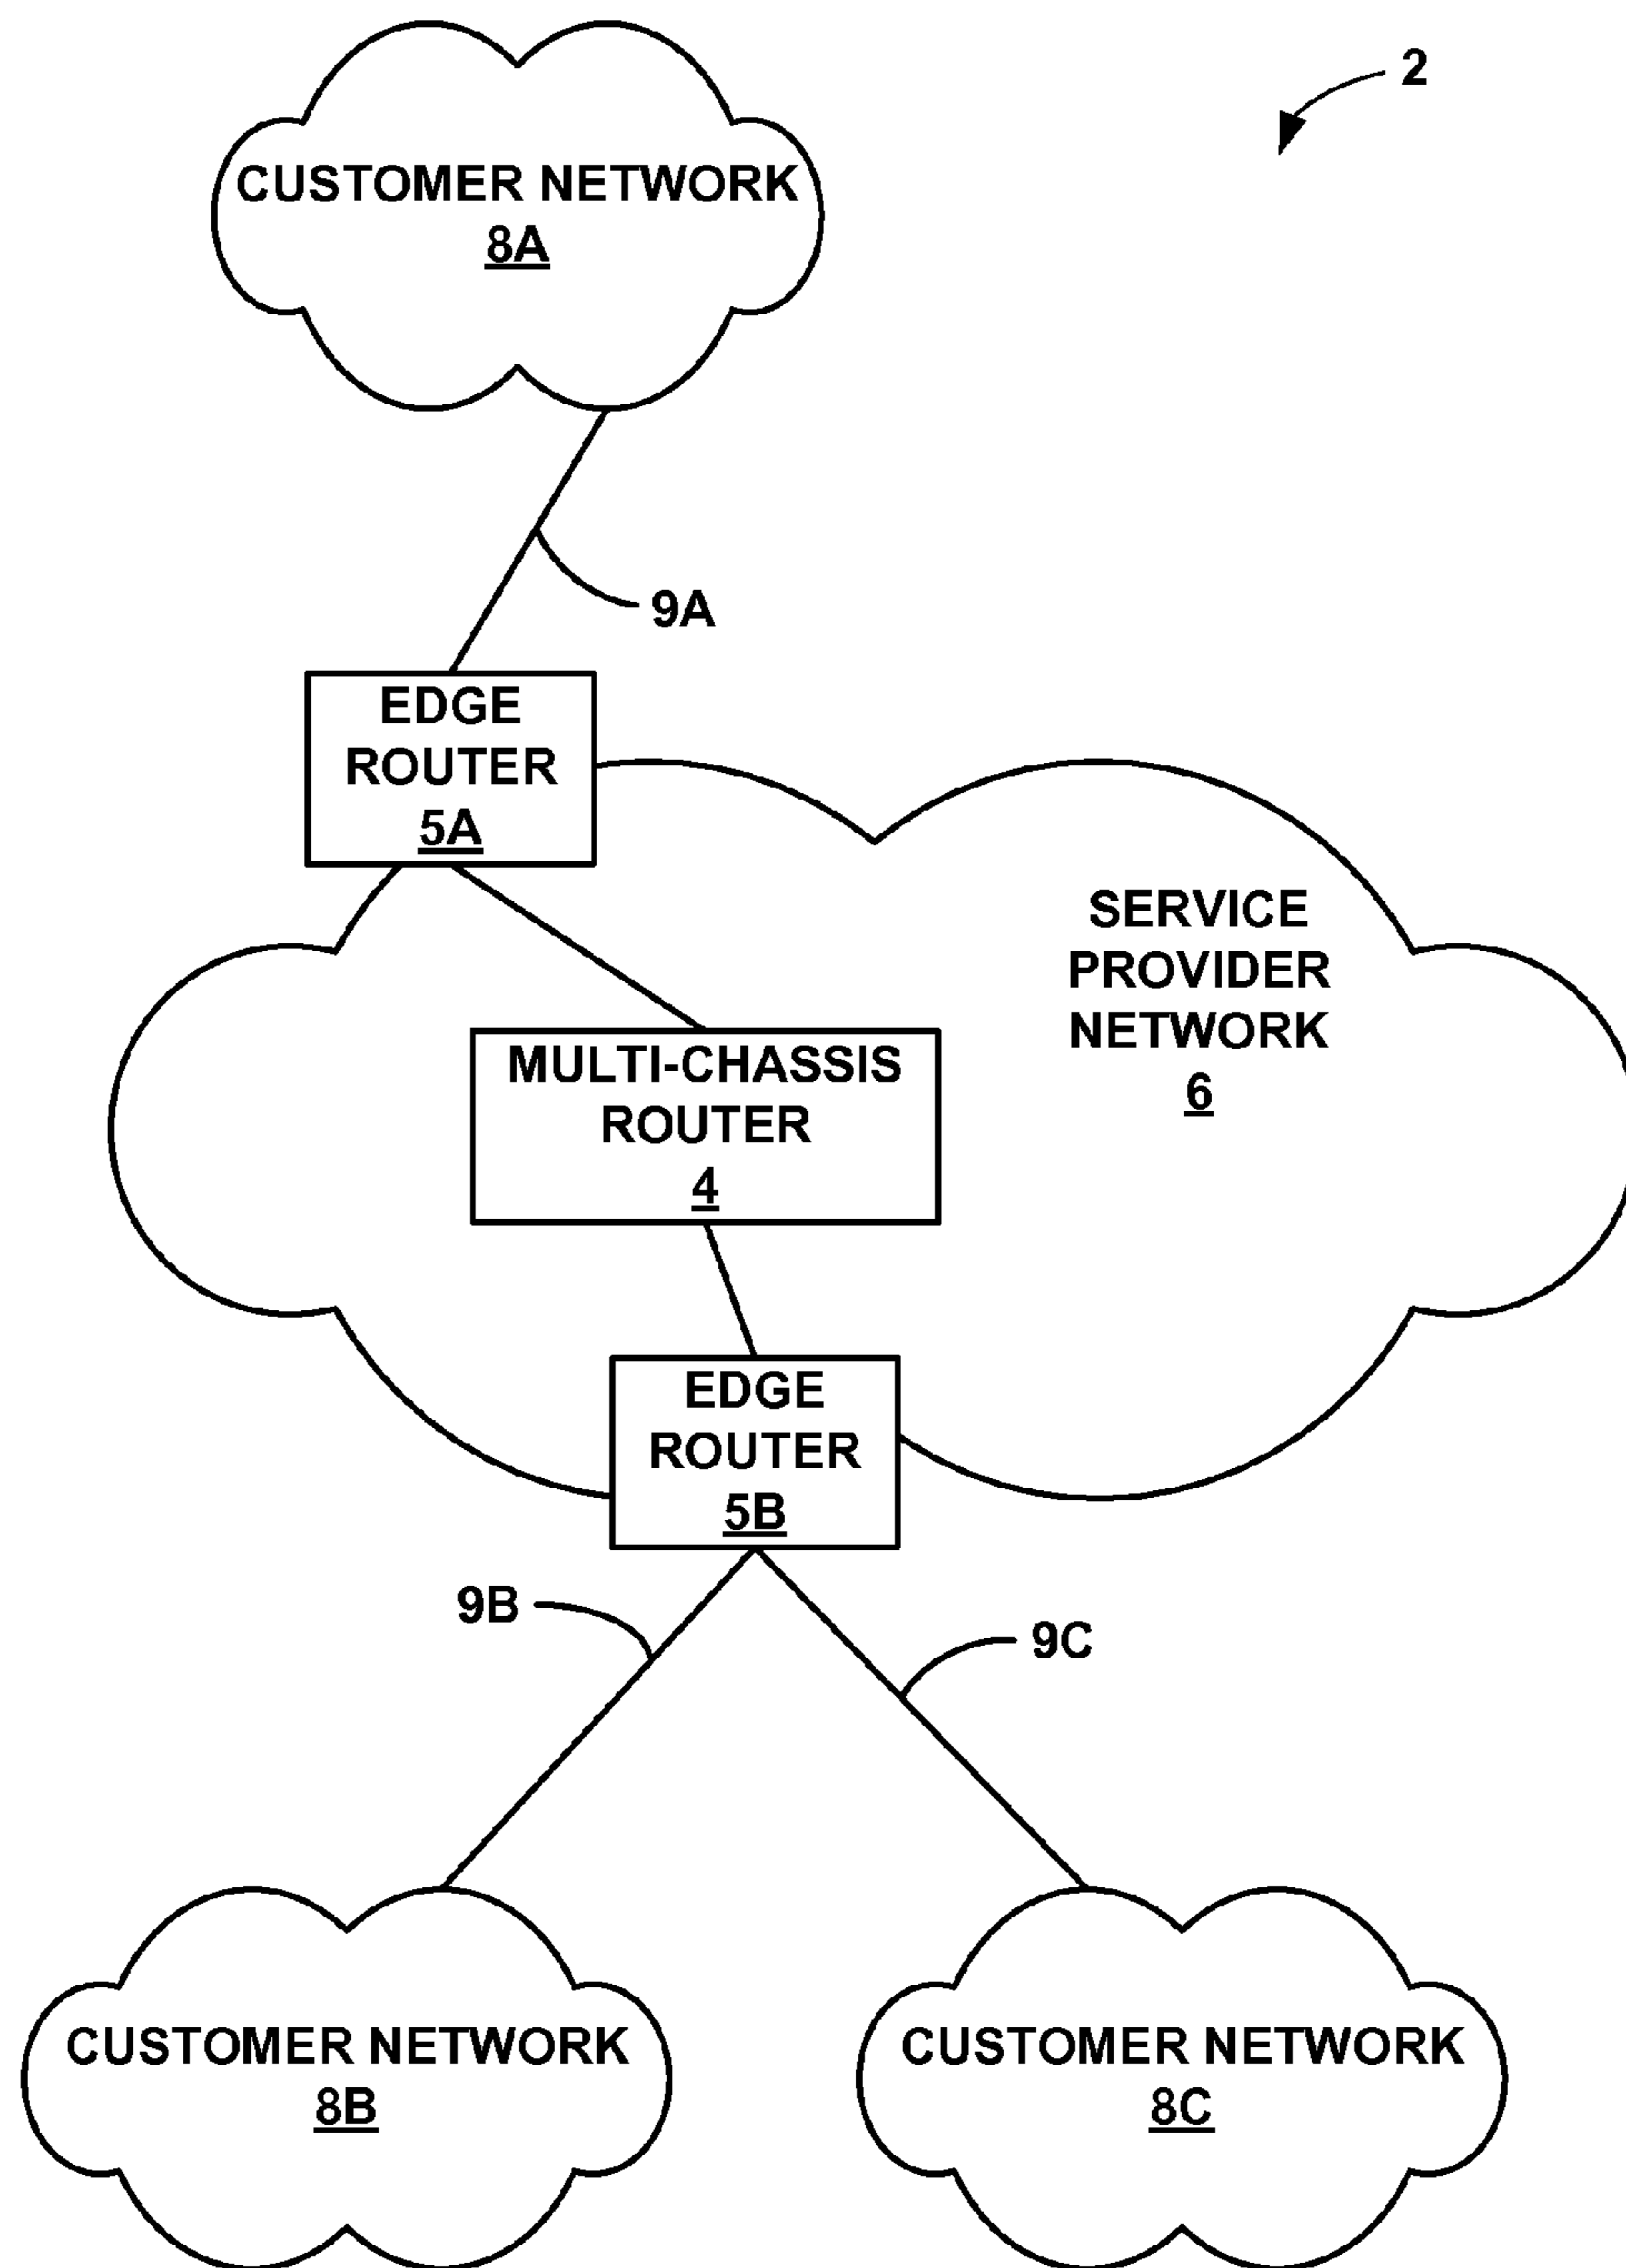 2
CUSTOMER NETWORK
8A
9A
EDGE
ROUTER
5A
SERVICE
PROVIDER
NETWORK
6
MULTI-CHASSIS
ROUTER
4
EDGE
ROUTER
5B
9B
9C
CUSTOMER NETWORK
8B
CUSTOMER NETWORK
8C